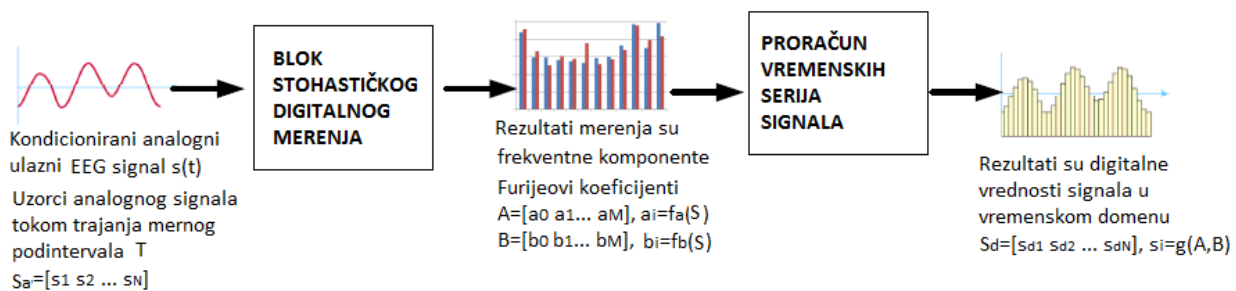 Kondicionirani analogni
ulazni EEG signal s(t)
Uzorci analognog signala
tokom trajanja mernog
podintervala T
Sa'=[s1 s2 ... sN]
BLOK
STOHASTIČKOG
DIGITALNOG
MERENJA
Rezultati merenja su
frekventne komponente
Furijeovi koeficijenti
A=[a0 a1... aM], ai=fa(S)
B=[b0 b1... bM], bi=fb(S)
PRORAČUN
VREMENSKIH
SERIJA
SIGNALA
Rezultati su digitalne
vrednosti signala u
vremenskom domenu
Sd=[sd1 sd2 ... sdN], si=g(A,B)